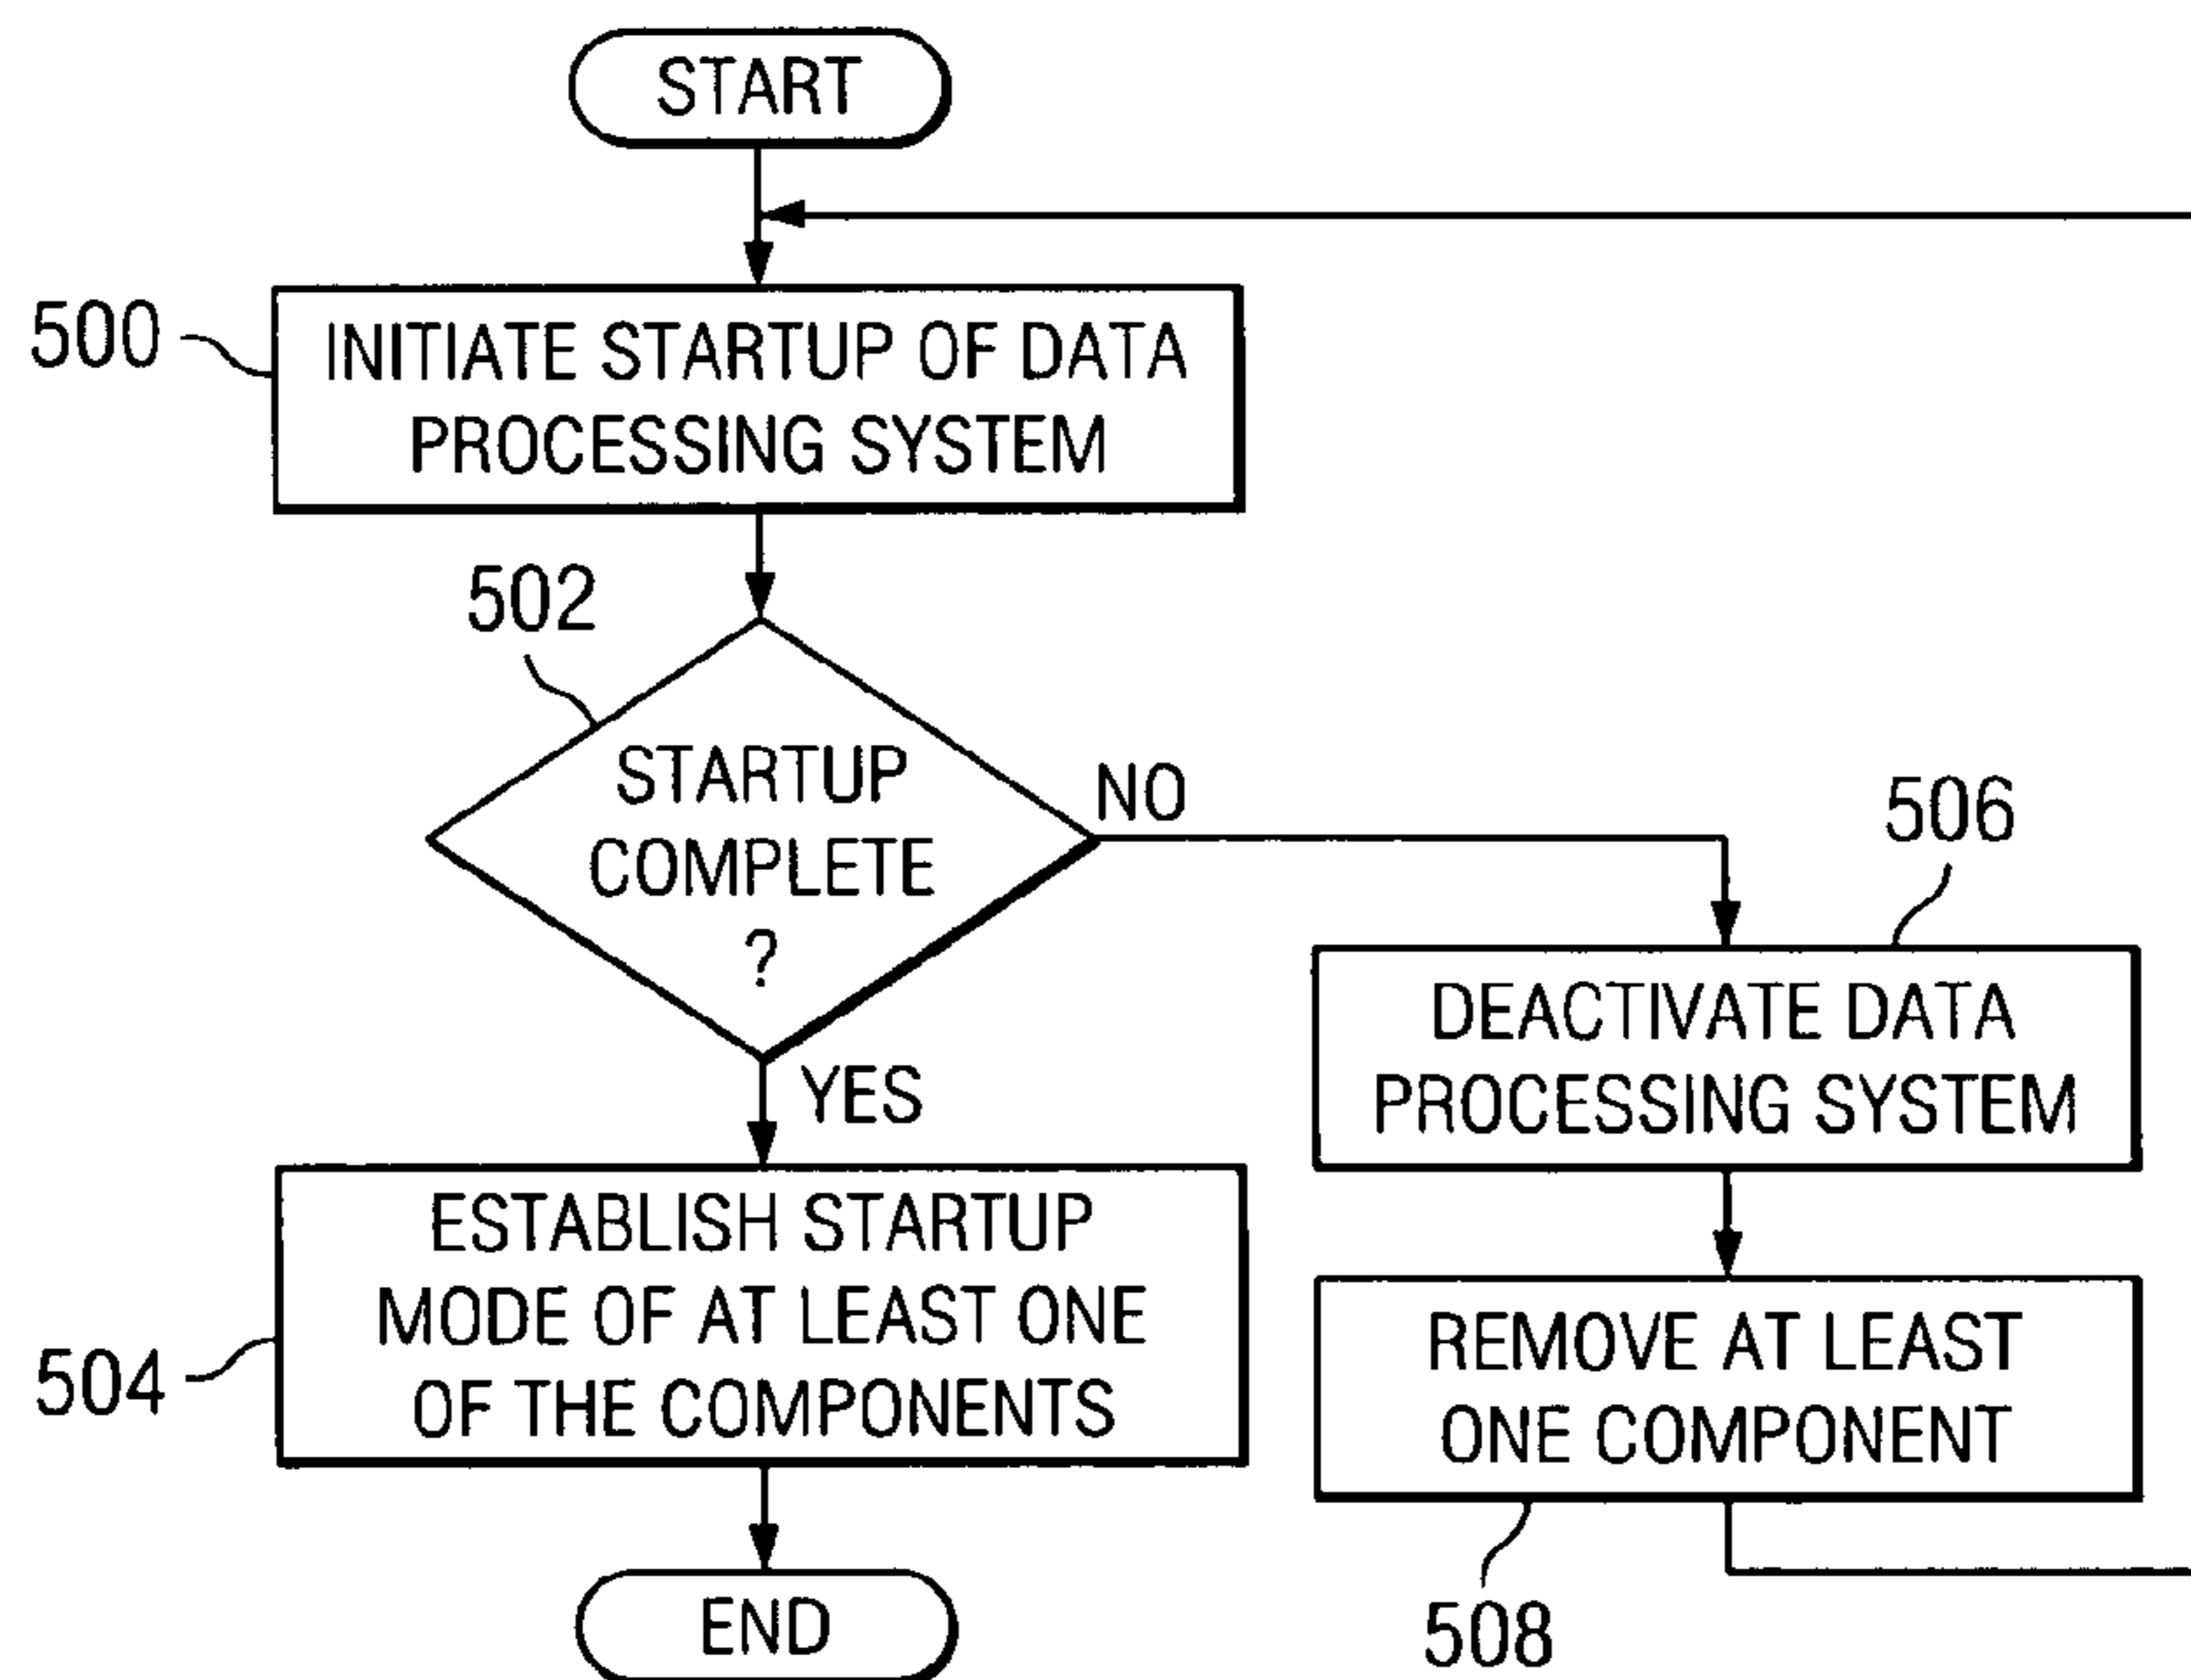 START
500
INITIATE STARTUP OF DATA
PROCESSING SYSTEM
502
STARTUP
COMPLETE
?
NO
YES
504
ESTABLISH STARTUP
MODE OF AT LEAST ONE
OF THE COMPONENTS
END
506
DEACTIVATE DATA
PROCESSING SYSTEM
REMOVE AT LEAST
ONE COMPONENT
508